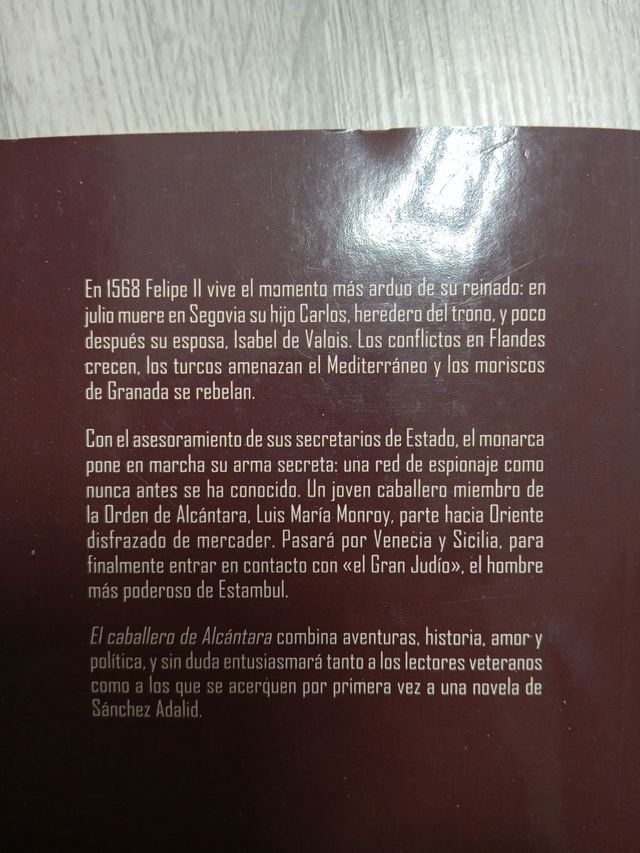 En 1568 Felipe II vive el momento más arduo de su reinado: en
julio muere en Segovia su hijo Carlos, heredero del trono, y poco
después su esposa, Isabel de Valois. Los conflictos en Flandes
crecen, los turcos amenazan el Mediterráneo y los moriscos
de Granada se rebelan.
Con el asesoramiento de sus secretarios de Estado, el monarca
pone en marcha su arma secreta: una red de espionaje como
nunca antes se ha conocido. Un joven caballero miembro de
la Orden de Alcántara, Luis María Monroy, parte hacia Oriente
disfrazado de mercader. Pasará por Venecia y Sicilia, para
finalmente entrar en contacto con «el Gran Judío», el hombre
más poderoso de Estambul.
El caballero de Alcántara combina aventuras, historia, amor y
política, y sin duda entusiasmará tanto a los lectores veteranos
como a los que se acerquen por primera vez a una novela de
Sánchez Adalid.